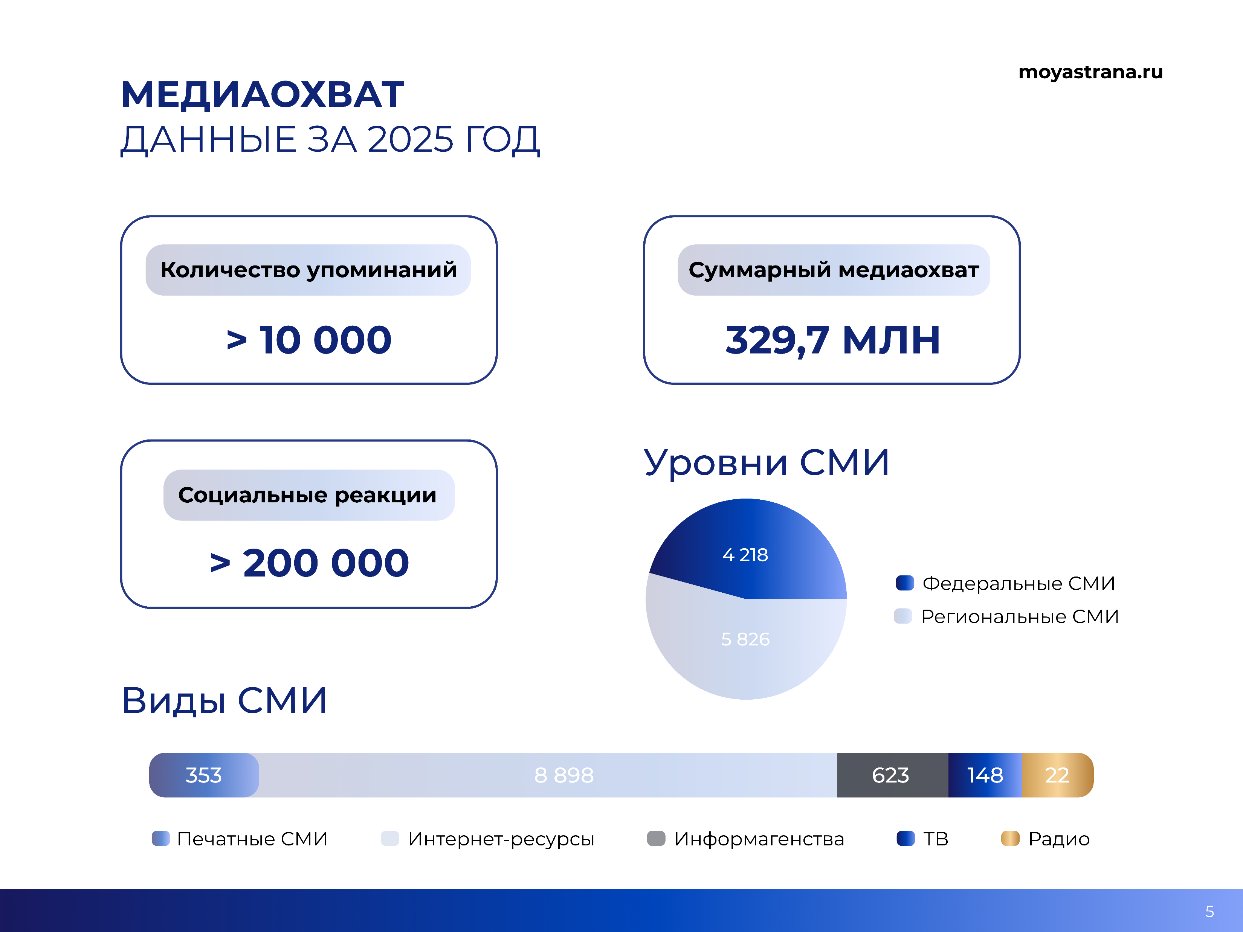 moyastrana.ru
МЕДИАОХВАТ
ДАННЫЕ ЗА 2025 ГОД
Количество упоминаний
> 10 000
Суммарный медиаохват
329,7 МЛН
Социальные реакции
> 200 000
Уровни СМИ
4 218
5 826
Федеральные СМИ
Региональные СМИ
Виды СМИ
353
8 898
623
148
22
Печатные СМИ
Интернет-ресурсы
Информагенства
ТВ
Радио
5